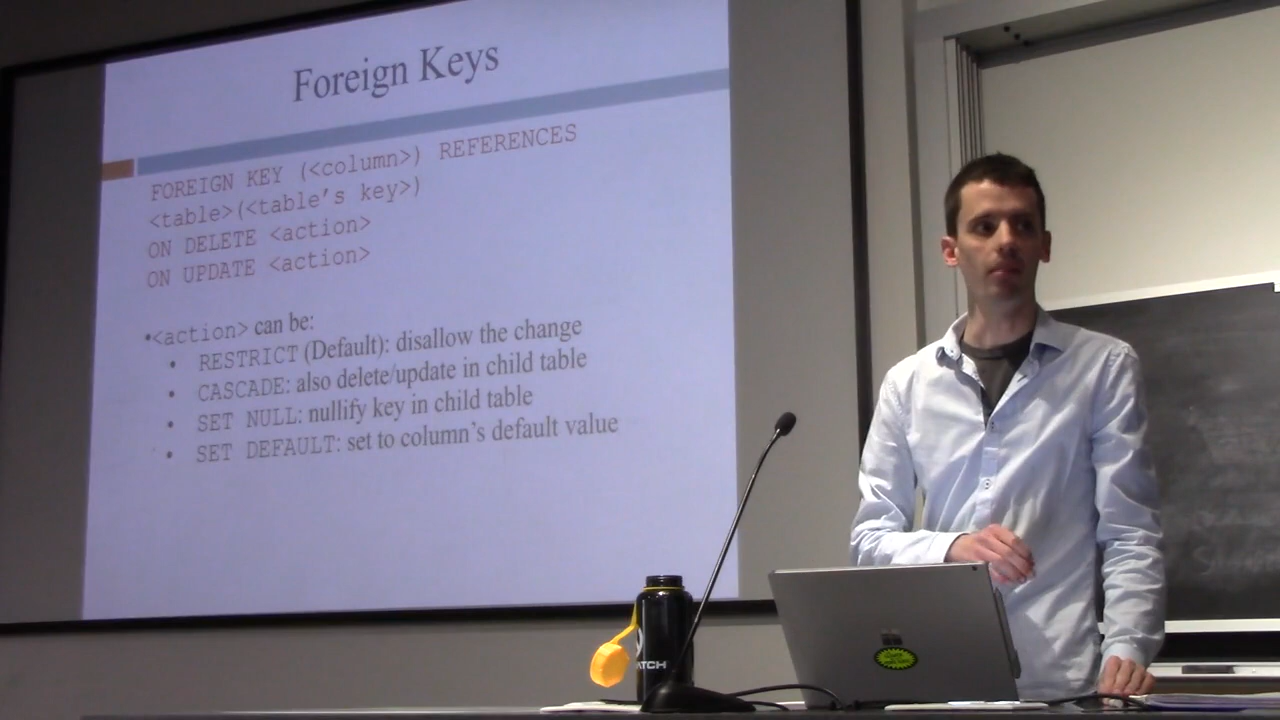 Foreign Keys
FOREIGN KEY (<column>) REFERENCES
<table>(<table’s key>)
ON DELETE <action>
ON UPDATE <action>
•<action> can be:
• RESTRICT (Default): disallow the change
• CASCADE: also delete/update in child table
• SET NULL: nullify key in child table
• SET DEFAULT: set to column’s default value
ATCH